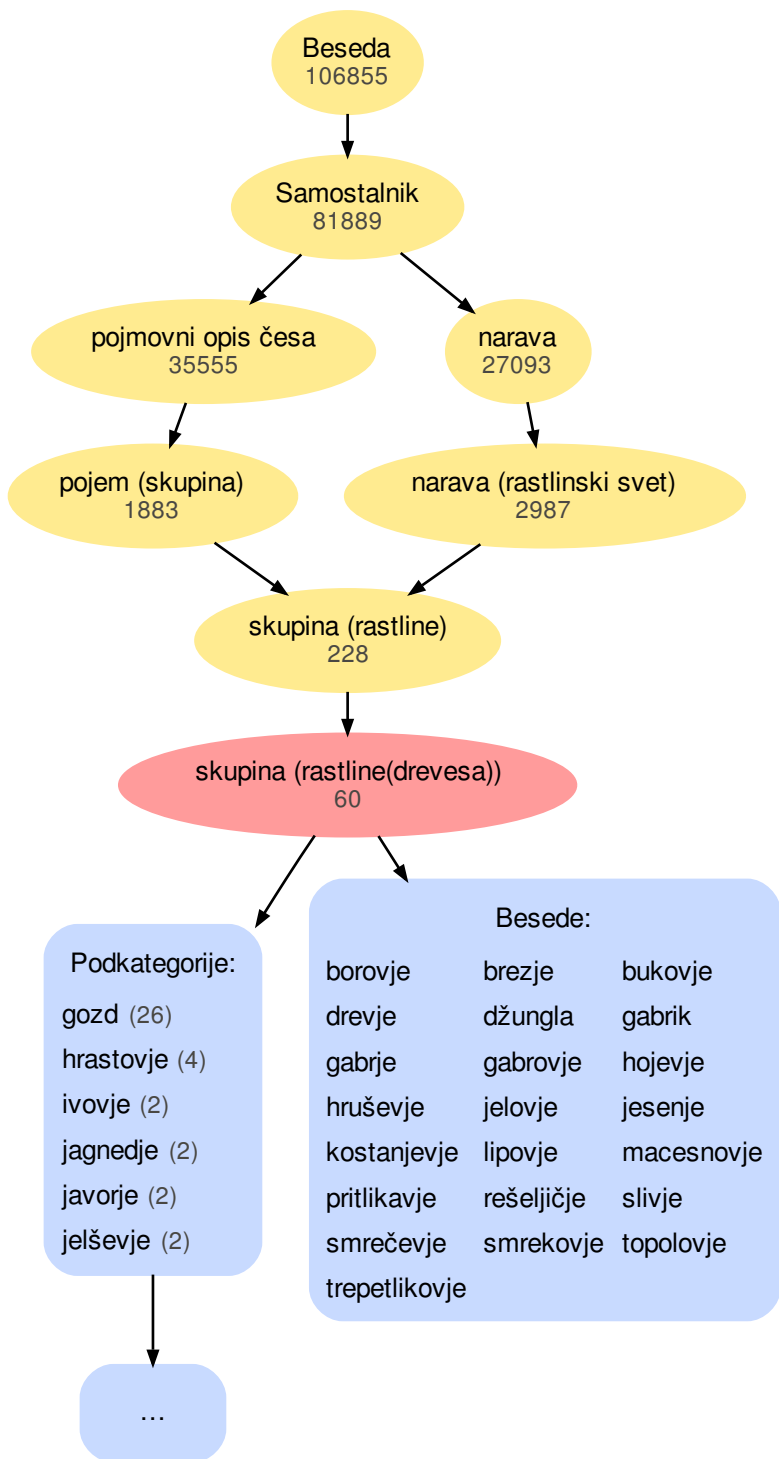 Beseda
106855
Samostalnik
81889
pojmovni opis česa
35555
narava
27093
pojem (skupina)
1883
narava (rastlinski svet)
2987
skupina (rastline)
228
skupina (rastline(drevesa))
60
Podkategorije:
gozd (26)
hrastovje (4)
ivovje (2)
jagnedje (2)
javorje (2)
jelševje (2)
...
Besede:
borovje brezje bukovje
drevje džungla gabrik
gabrje gabrovje hojevje
hruševje jelovje jesenje
kostanjevje lipovje macesnovje
pritlikavje rešeljičje slivje
smrečevje smrekovje topolovje
trepetlikovje